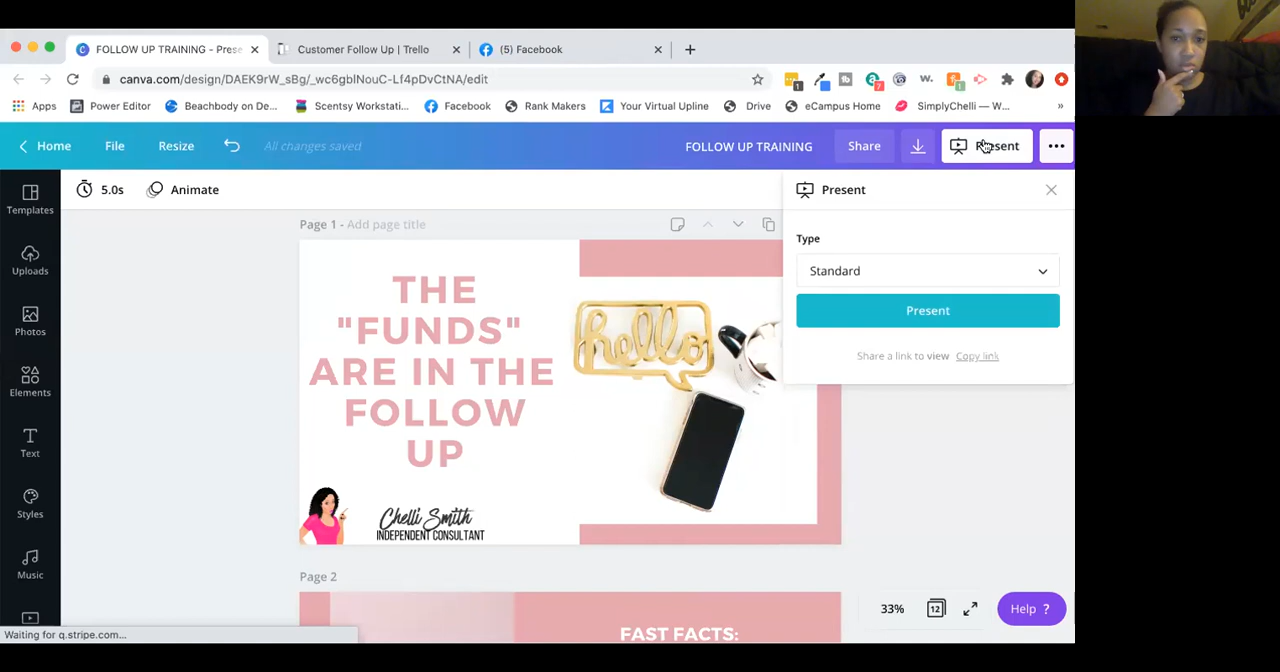 FOLLOW UP TRAINING - Prese
Customer Follow Up | Trello
(5) Facebook
canva.com/design/DAEK9rW_sBg/_wc6gbINouC-Lf4pDvCtNA/edit
1
7
w.
1
Apps
Power Editor
Beachbody on De...
Scentsy Workstati...
Facebook
Rank Makers
Your Virtual Upline
Drive
eCampus Home
SimplyChelli — W...
»
Home
File
Resize
All changes saved
FOLLOW UP TRAINING
Share
Present
Templates
Uploads
Photos
Elements
Text
Styles
Music
5.0s
Animate
Page 1 - Add page title
THE
"FUNDS"
ARE IN THE
FOLLOW
UP
hello
Chelli Smith
INDEPENDENT CONSULTANT
Page 2
FAST FACTS:
Present
Type
Standard
Present
Share a link to view Copy link
33%
12
Help ?
Waiting for q.stripe.com...